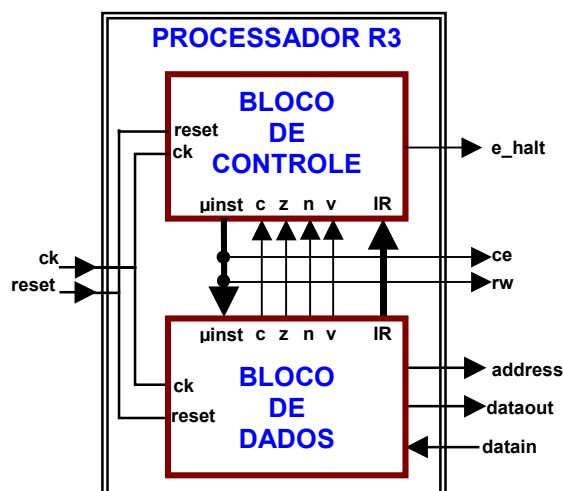 PROCESSADOR R3
BLOCO
DE
CONTROLE
reset
ck
e_halt
µinst c z n v IR
ck
reset
ce
rw
µinst c z n v IR
BLOCO
DE
DADOS
ck
reset
address
dataout
datain